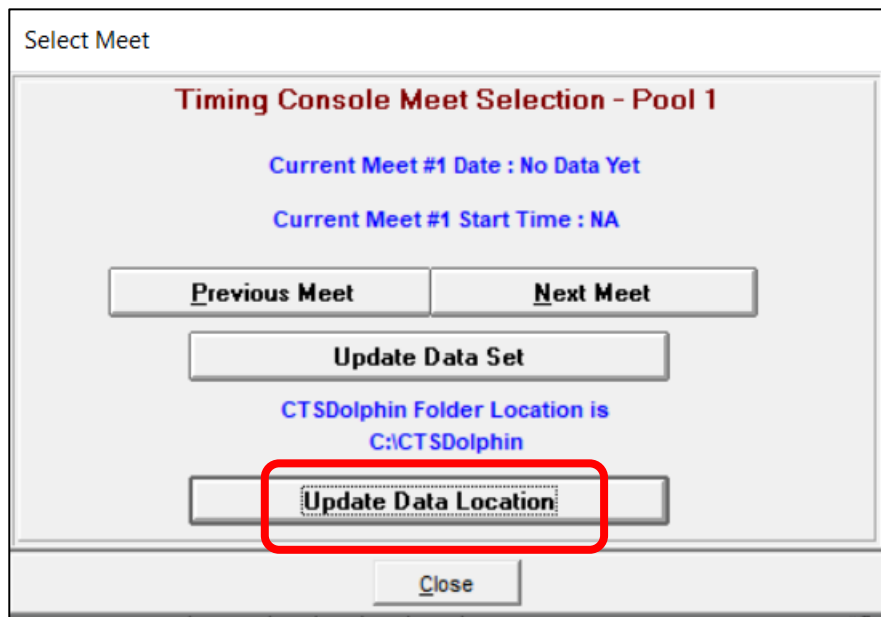 Select Meet
Timing Console Meet Selection - Pool 1
Current Meet #1 Date : No Data Yet
Current Meet #1 Start Time : NA
Previous Meet Next Meet
Update Data Set
CTSDolphin Folder Location is
C:\CTSDolphin
Update Data Location
Close